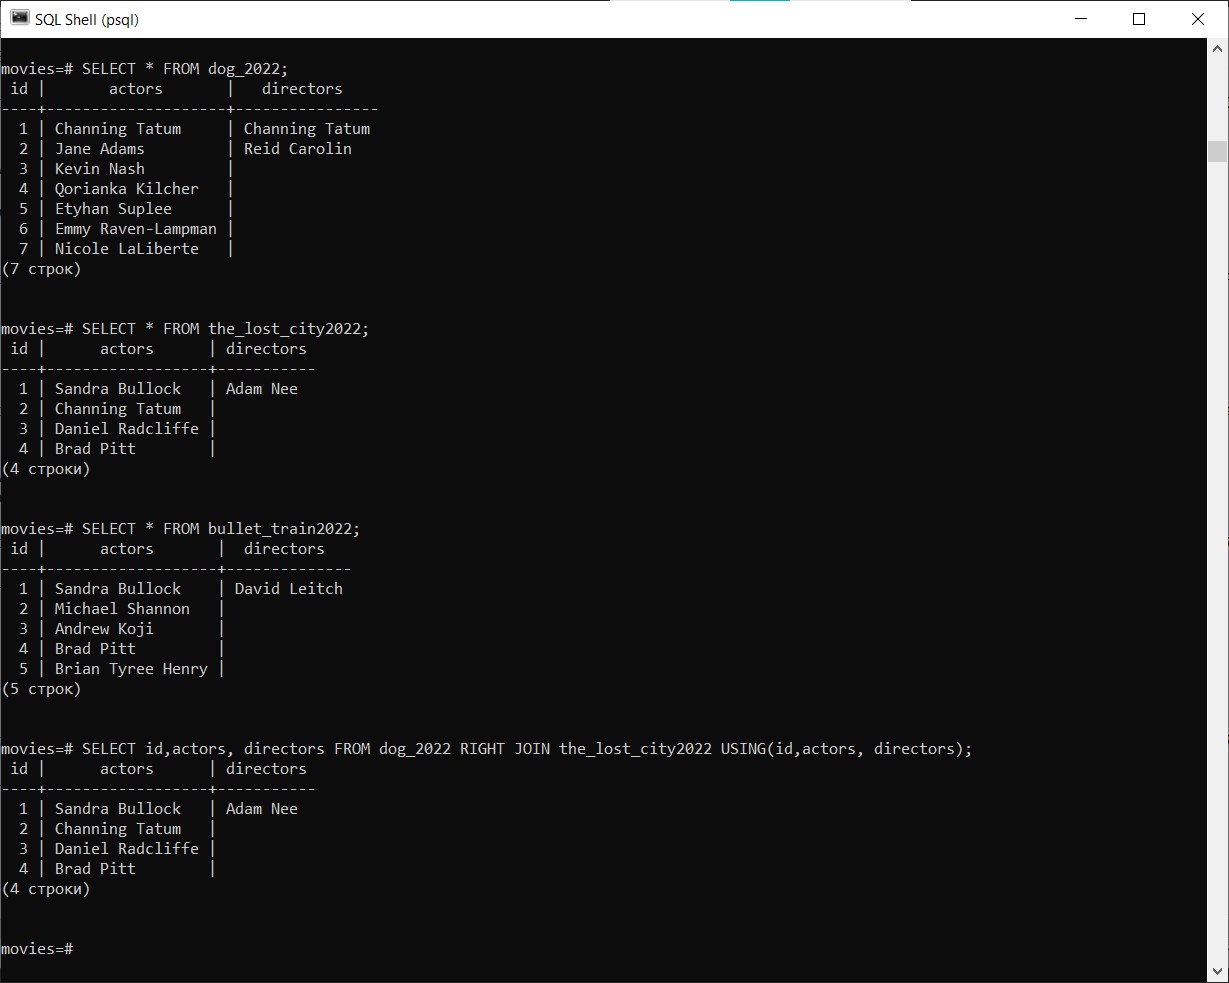 SQL Shell (psql)
movies=# SELECT * FROM dog_2022;
 id |       actors       |   directors
----+--------------------+----------------
  1 | Channing Tatum     | Channing Tatum
  2 | Jane Adams         | Reid Carolin
  3 | Kevin Nash         |
  4 | Qorianka Kilcher   |
  5 | Etyhan Suplee      |
  6 | Emmy Raven-Lampman |
  7 | Nicole LaLiberte   |
(7 строк)
movies=# SELECT * FROM the_lost_city2022;
 id |      actors      | directors
----+------------------+-----------
  1 | Sandra Bullock   | Adam Nee
  2 | Channing Tatum   |
  3 | Daniel Radcliffe |
  4 | Brad Pitt        |
(4 строки)
movies=# SELECT * FROM bullet_train2022;
 id |      actors       |  directors
----+-------------------+--------------
  1 | Sandra Bullock    | David Leitch
  2 | Michael Shannon   |
  3 | Andrew Koji       |
  4 | Brad Pitt         |
  5 | Brian Tyree Henry |
(5 строк)
movies=# SELECT id,actors, directors FROM dog_2022 RIGHT JOIN the_lost_city2022 USING(id,actors, directors);
 id |      actors      | directors
----+------------------+-----------
  1 | Sandra Bullock   | Adam Nee
  2 | Channing Tatum   |
  3 | Daniel Radcliffe |
  4 | Brad Pitt        |
(4 строки)
movies=#